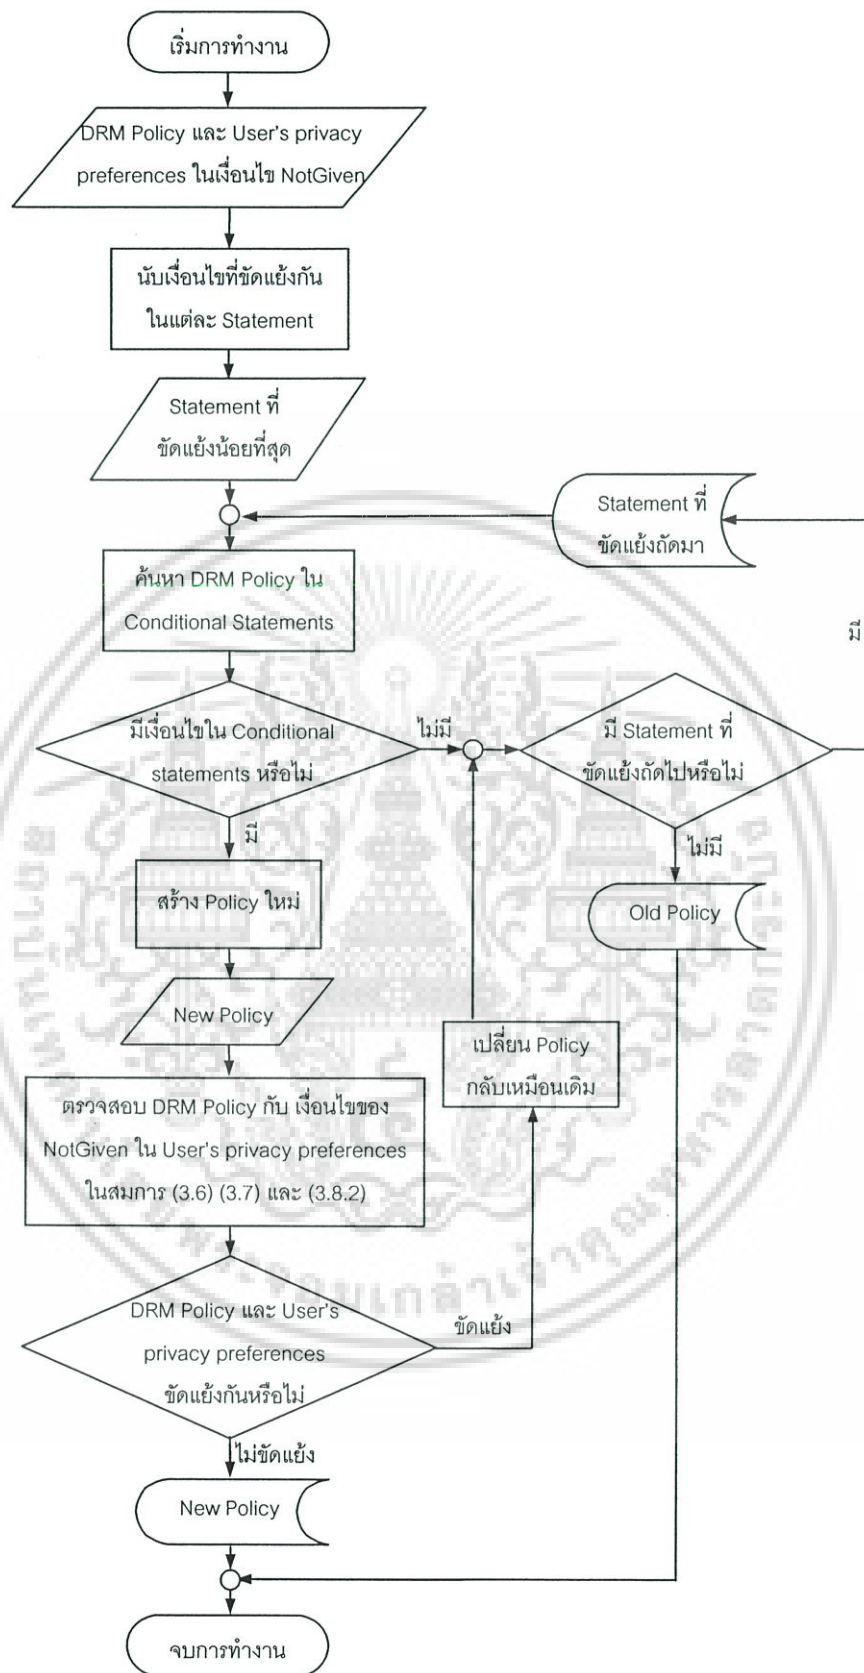 เริ่มการทำงาน
DRM Policy และ User's privacy
preferences ในเงื่อนไข NotGiven
นับเงื่อนไขที่ขัดแย้งกัน
ในแต่ละ Statement
Statement ที่
ขัดแย้งน้อยที่สุด
Statement ที่
ขัดแย้งถัดมา
ค้นหา DRM Policy ใน
Conditional Statements
มี
มีเงื่อนไขใน Conditional
statements หรือไม่
ไม่มี
มี Statement ที่
ขัดแย้งถัดไปหรือไม่
มี
ไม่มี
สร้าง Policy ใหม่
Old Policy
New Policy
เปลี่ยน Policy
กลับเหมือนเดิม
ตรวจสอบ DRM Policy กับ เงื่อนไขของ
NotGiven ใน User's privacy preferences
ในสมการ (3.6) (3.7) และ (3.8.2)
DRM Policy และ User's
privacy preferences
ขัดแย้งกันหรือไม่
ขัดแย้ง
ไม่ขัดแย้ง
New Policy
จบการทำงาน